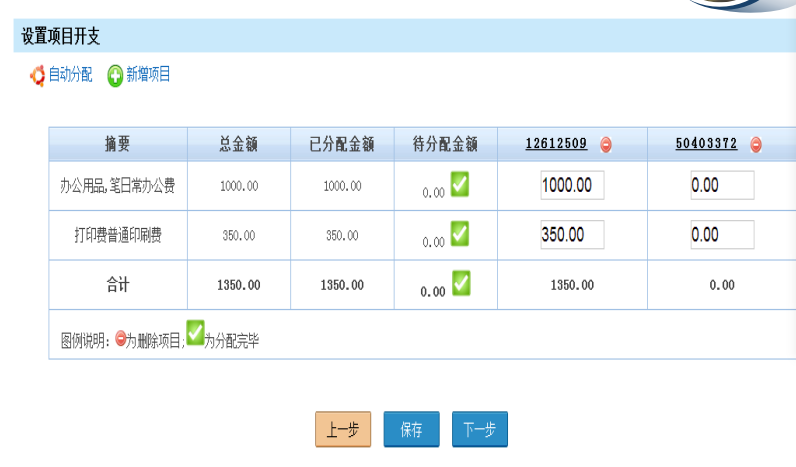 设置项目开支
自动分配 新增项目
摘要 总金额 已分配金额 待分配金额 12612509 50403372
办公用品,笔日常办公费 1000.00 1000.00 0.00 1000.00 0.00
打印费普通印刷费 350.00 350.00 0.00 350.00 0.00
合计 1350.00 1350.00 0.00 1350.00 0.00
图例说明: 为删除项目; 为分配完毕
上一步 保存 下一步